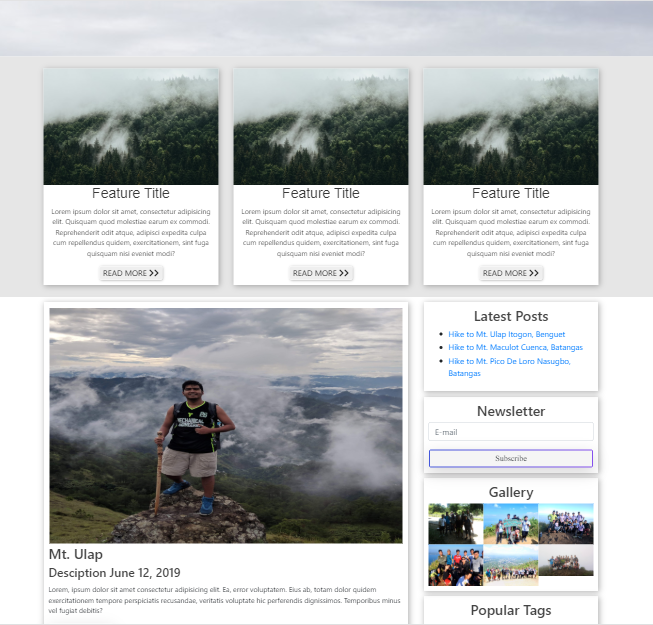 Feature Title
Lorem ipsum dolor sit amet, consectetur adipisicing
elit. Quisquam quod molestiae earum ex commodi.
Reprehenderit odit atque, adipisci expedita culpa
cum repellendus quidem, exercitationem, sint fuga
quisquam nisi eveniet modi?
READ MORE
Feature Title
Lorem ipsum dolor sit amet, consectetur adipisicing
elit. Quisquam quod molestiae earum ex commodi.
Reprehenderit odit atque, adipisci expedita culpa
cum repellendus quidem, exercitationem, sint fuga
quisquam nisi eveniet modi?
READ MORE
Feature Title
Lorem ipsum dolor sit amet, consectetur adipisicing
elit. Quisquam quod molestiae earum ex commodi.
Reprehenderit odit atque, adipisci expedita culpa
cum repellendus quidem, exercitationem, sint fuga
quisquam nisi eveniet modi?
READ MORE
MECHANICAL
ENGINEERING
Mt. Ulap
Desciption June 12, 2019
Lorem, ipsum dolor sit amet consectetur adipisicing elit. Ea, error voluptatem. Eius ab, totam dolor quidem
exercitationem tempore perspiciatis recusandae, veritatis voluptate hic perferendis dignissimos. Temporibus minus
vel fugiat debitis?
Latest Posts
Hike to Mt. Ulap Itogon, Benguet
Hike to Mt. Maculot Cuenca, Batangas
Hike to Mt. Pico De Loro Nasugbo,
Batangas
Newsletter
E-mail
Subscribe
Gallery
Popular Tags